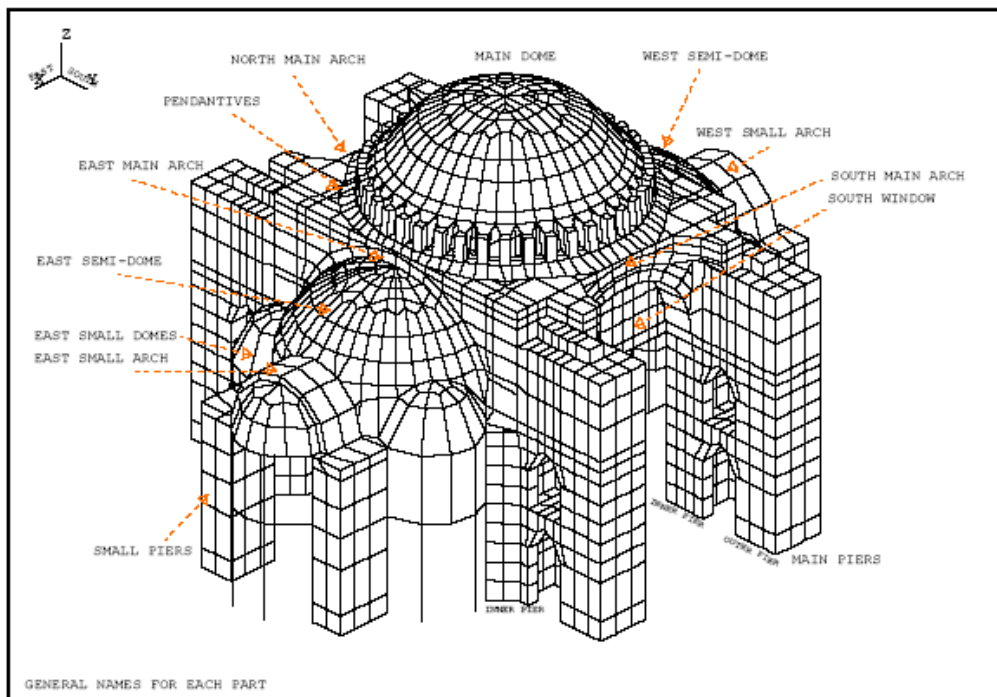 Z
EAST
SOUTH
NORTH MAIN ARCH
MAIN DOME
WEST SEMI-DOME
PENDANTIVES
WEST SMALL ARCH
EAST MAIN ARCH
SOUTH MAIN ARCH
SOUTH WINDOW
EAST SEMI-DOME
EAST SMALL DOMES
EAST SMALL ARCH
INNER PIER
OUTER PIER
MAIN PIERS
SMALL PIERS
INNER PIER
GENERAL NAMES FOR EACH PART